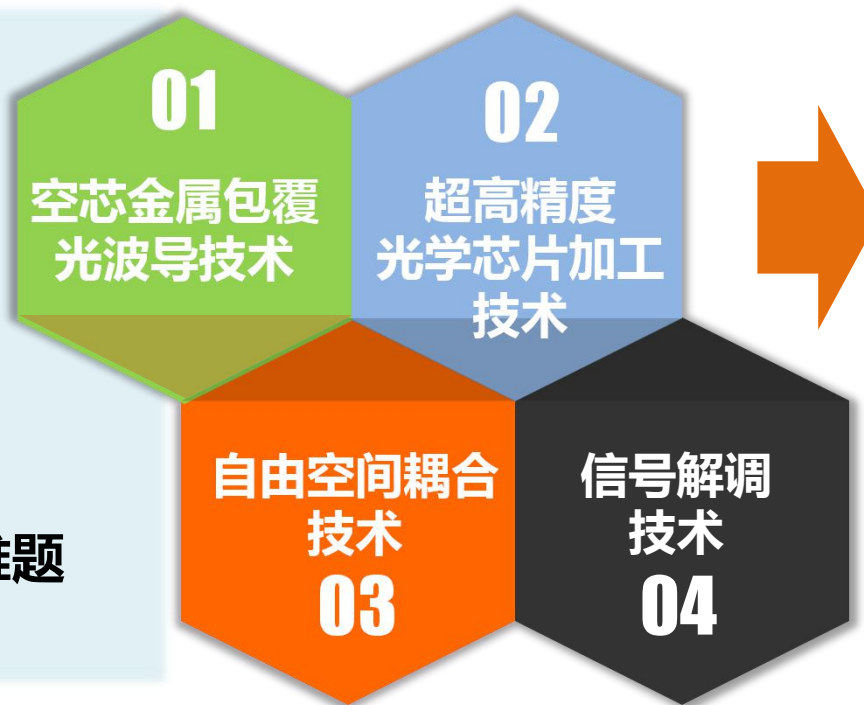 01
空芯金属包覆
光波导技术
02
超高精度
光学芯片加工
技术
自由空间耦合
技术
03
信号解调
技术
04
难题